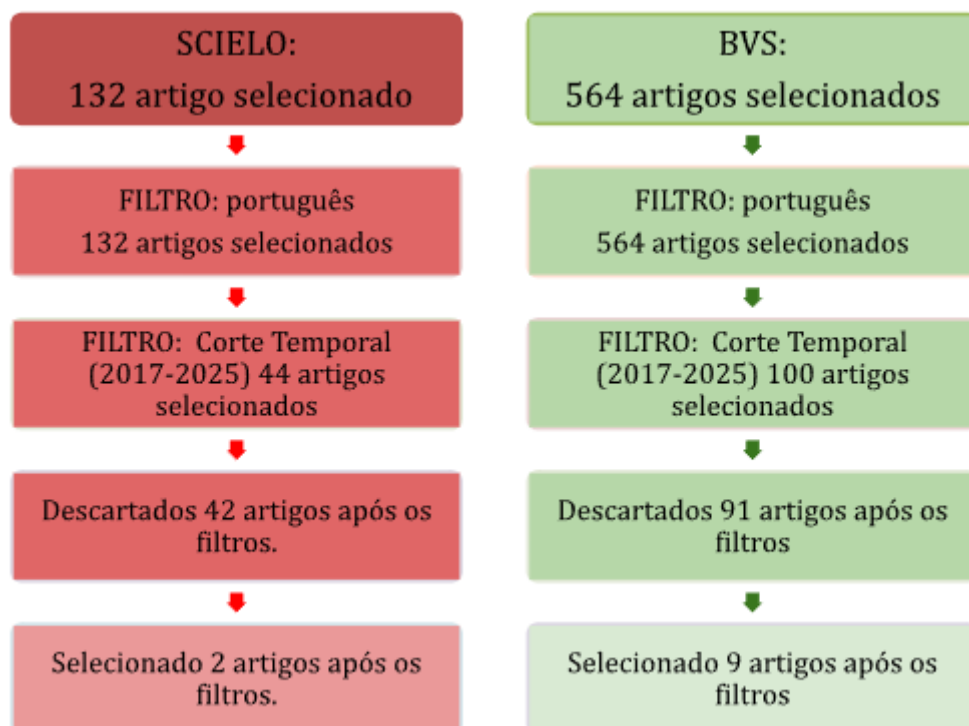 SCIELO:
132 artigo selecionado
FILTRO: português
132 artigos selecionados
FILTRO: Corte Temporal
(2017-2025) 44 artigos
selecionados
Descartados 42 artigos após os
filtros.
Selecionado 2 artigos após os
filtros.
BVS:
564 artigos selecionados
FILTRO: português
564 artigos selecionados
FILTRO: Corte Temporal
(2017-2025) 100 artigos
selecionados
Descartados 91 artigos após os
filtros
Selecionado 9 artigos após os
filtros